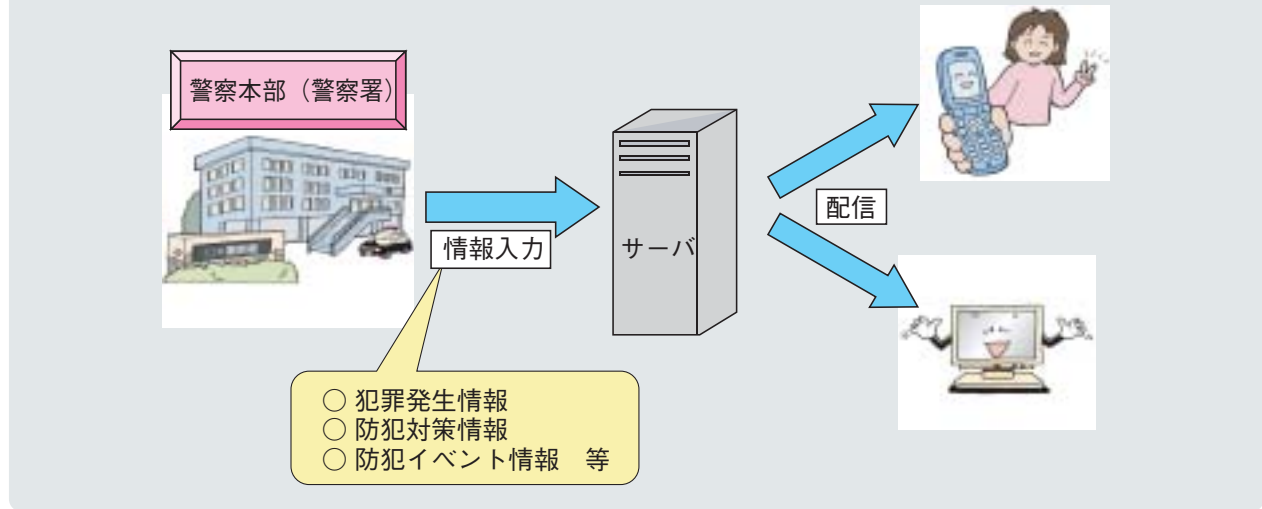 警察本部（警察署）
情報入力
サーバ
配信
○ 犯罪発生情報
○ 防犯対策情報
○ 防犯イベント情報　等